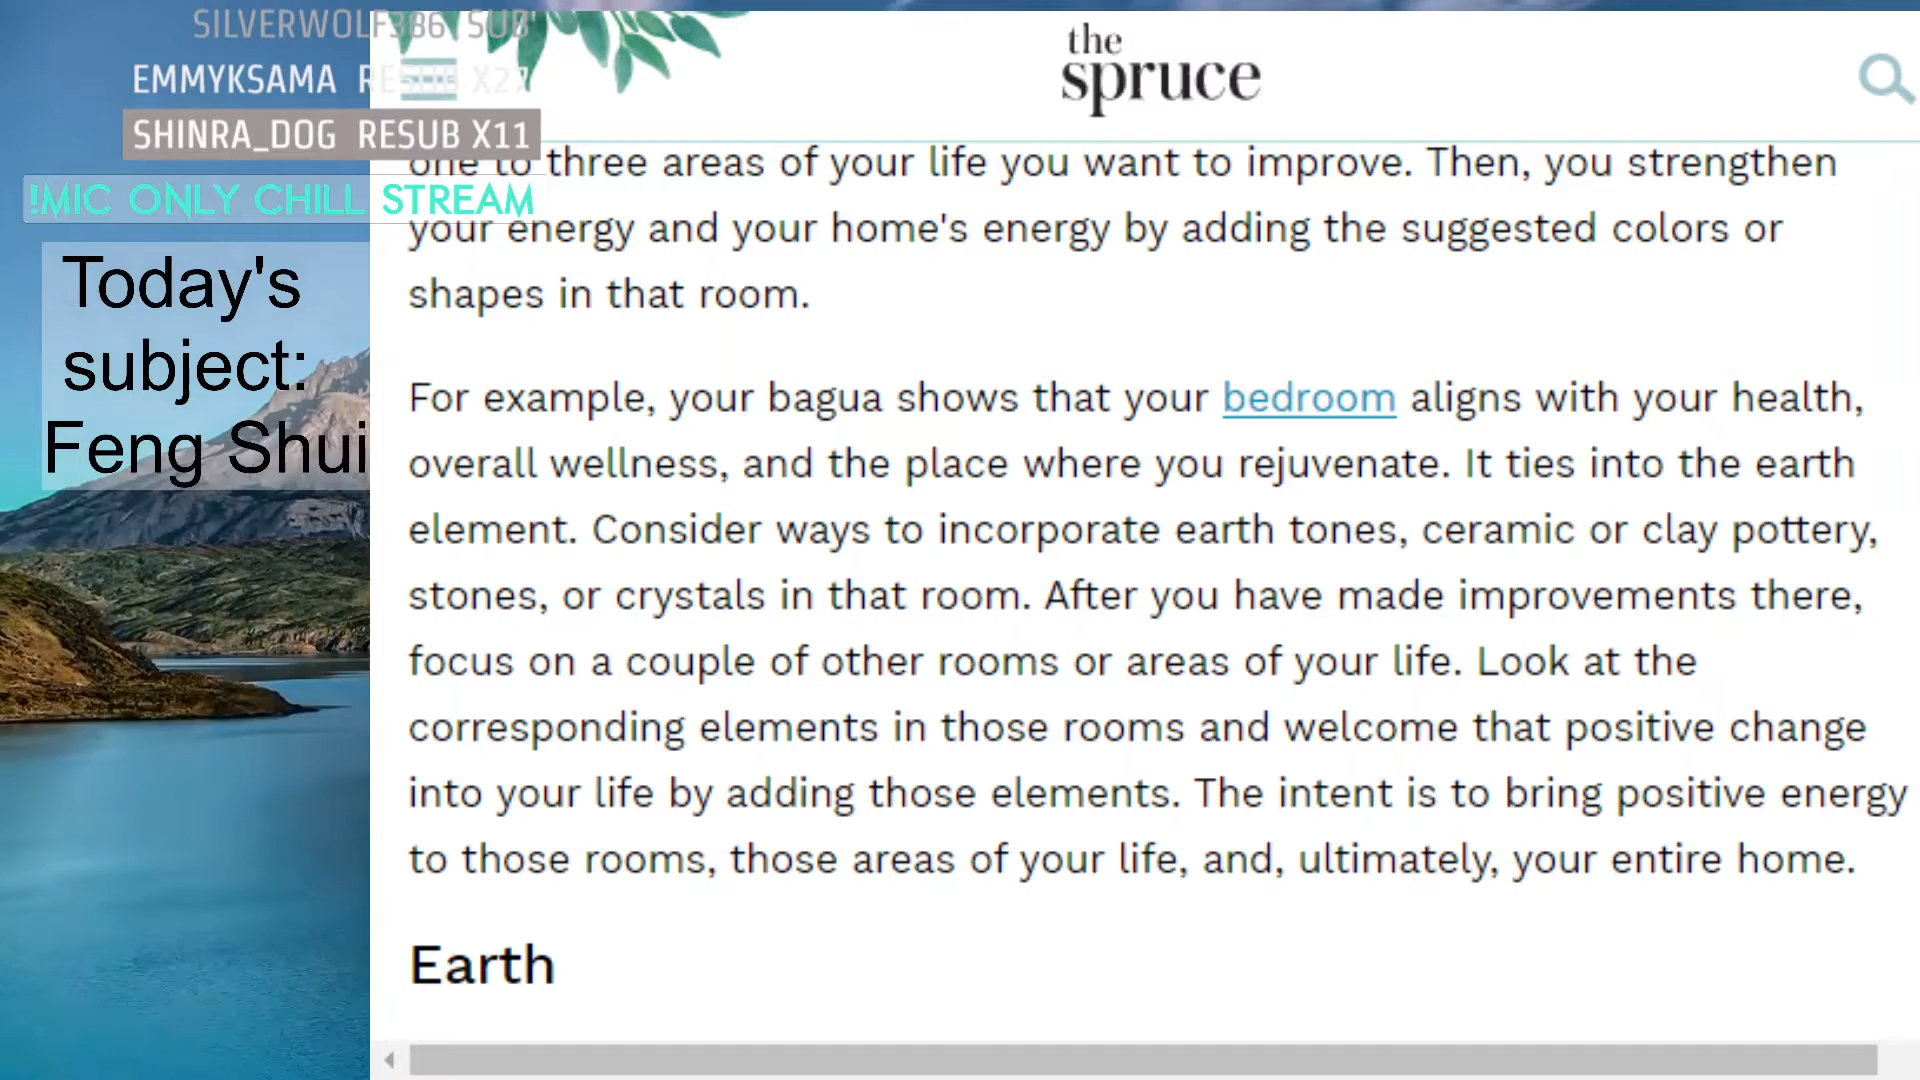 SILVERWOLF386 SUB
EMMYKSAMA RESUB X27
SHINRA_DOG RESUB X11
!MIC ONLY CHILL STREAM
Today's
subject:
Feng Shui
the
spruce
one to three areas of your life you want to improve. Then, you strengthen
your energy and your home's energy by adding the suggested colors or
shapes in that room.
For example, your bagua shows that your bedroom aligns with your health,
overall wellness, and the place where you rejuvenate. It ties into the earth
element. Consider ways to incorporate earth tones, ceramic or clay pottery,
stones, or crystals in that room. After you have made improvements there,
focus on a couple of other rooms or areas of your life. Look at the
corresponding elements in those rooms and welcome that positive change
into your life by adding those elements. The intent is to bring positive energy
to those rooms, those areas of your life, and, ultimately, your entire home.
Earth